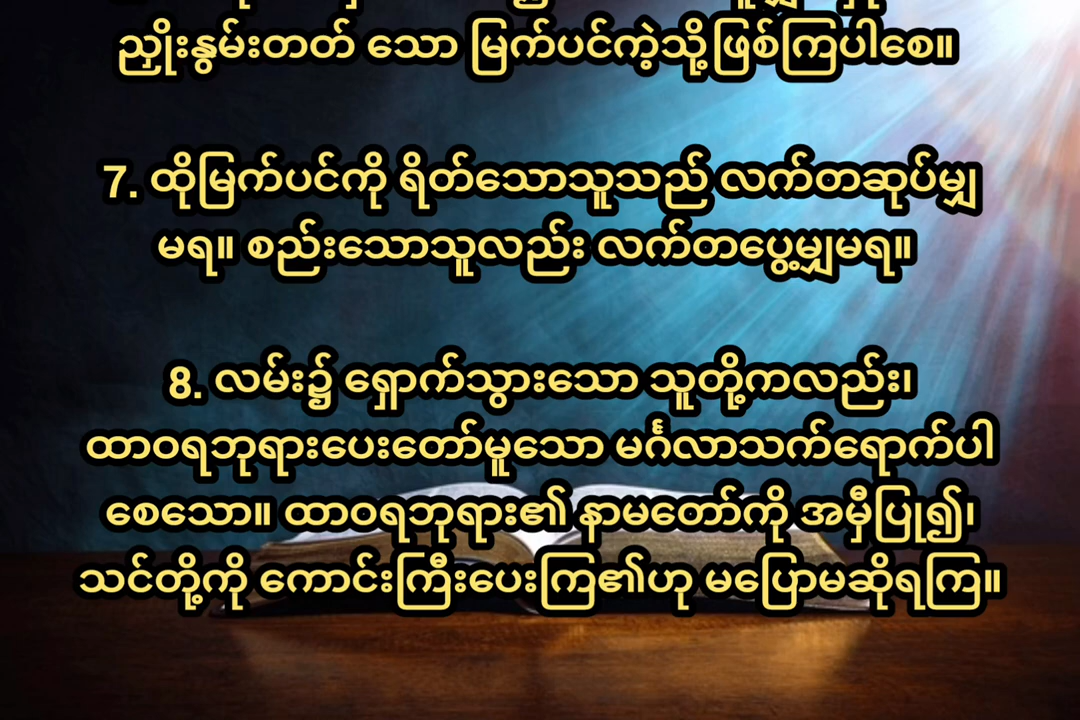 ညှိုးနွမ်းတတ် သော မြက်ပင်ကဲ့သို့ဖြစ်ကြပါစေ။
7. ထိုမြက်ပင်ကို ရိတ်သောသူသည် လက်တဆုပ်မျှ
မရ။ စည်းသောသူလည်း လက်တပွေ့မျှမရ။
8. လမ်း၌ ရှောက်သွားသော သူတို့ကလည်း၊
ထာဝရဘုရားပေးတော်မူသော မင်္ဂလာသက်ရောက်ပါ
စေသော။ ထာဝရဘုရား၏ နာမတော်ကို အမှီပြု၍၊
သင်တို့ကို ကောင်းကြီးပေးကြ၏ဟု မပြောမဆိုရကြ။